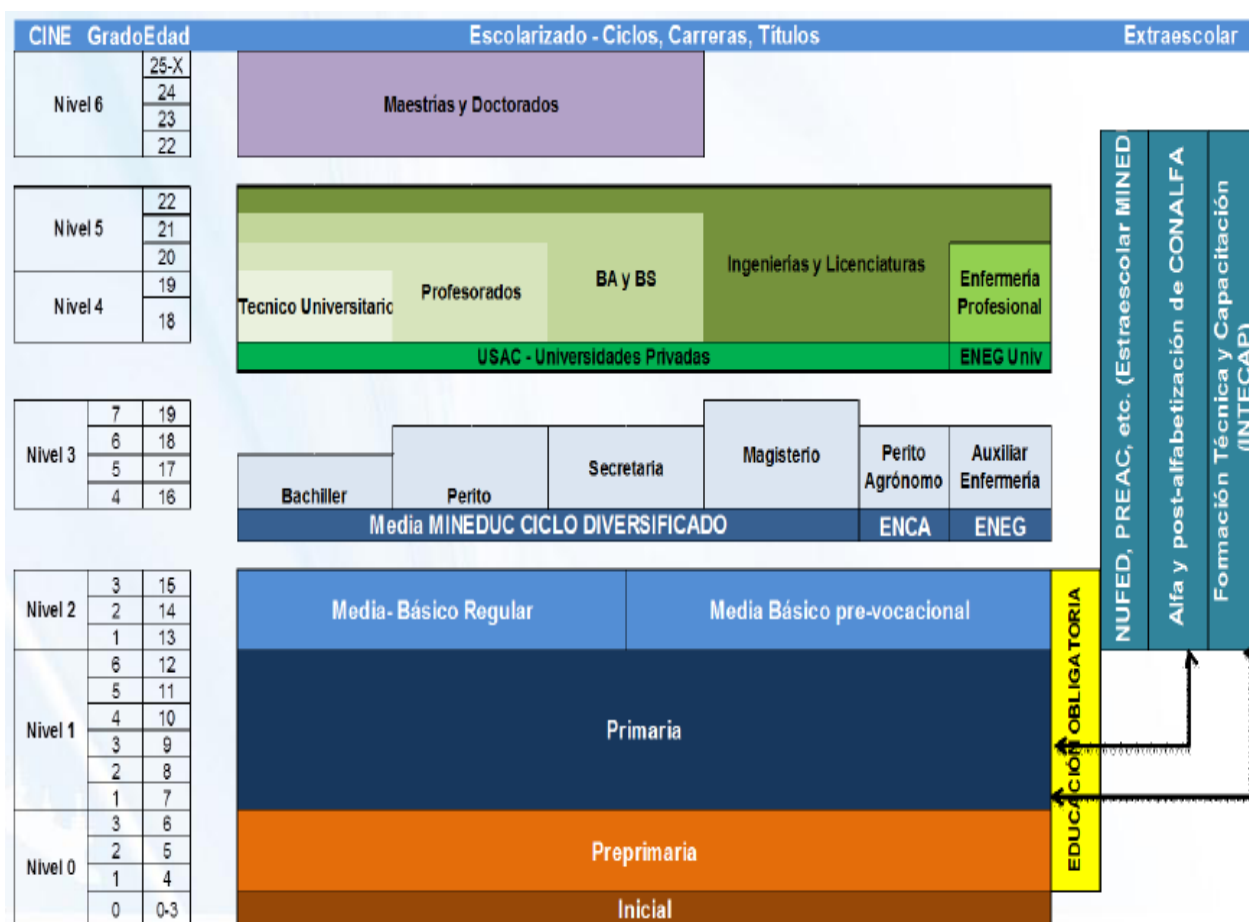 CINE Grado Edad Escolarizado - Ciclos, Carreras, Títulos Extraescolar
Nivel 6
25-X
24
23
22
Maestrías y Doctorados
Nivel 5
22
21
20
Nivel 4
19
18
Tecnico Universitario
Profesorados
BA y BS
Ingenierías y Licenciaturas
Enfermería
Profesional
USAC - Universidades Privadas
ENEG Univ
Nivel 3
7 19
6 18
5 17
4 16
Bachiller
Perito
Secretaria
Magisterio
Perito
Agrónomo
Auxiliar
Enfermería
Media MINEDUC CICLO DIVERSIFICADO
ENCA
ENEG
Nivel 2
3 15
2 14
1 13
Media- Básico Regular
Media Básico pre-vocacional
Nivel 1
6 12
5 11
4 10
3 9
2 8
1 7
Primaria
Nivel 0
3 6
2 5
1 4
0 0-3
Preprimaria
Inicial
EDUCACIÓN OBLIGATORIA
NUFED, PREAC, etc. (Estraescolar MINED
Alfa y post-alfabetización de CONALFA
Formación Técnica y Capacitación
(INTECAP)